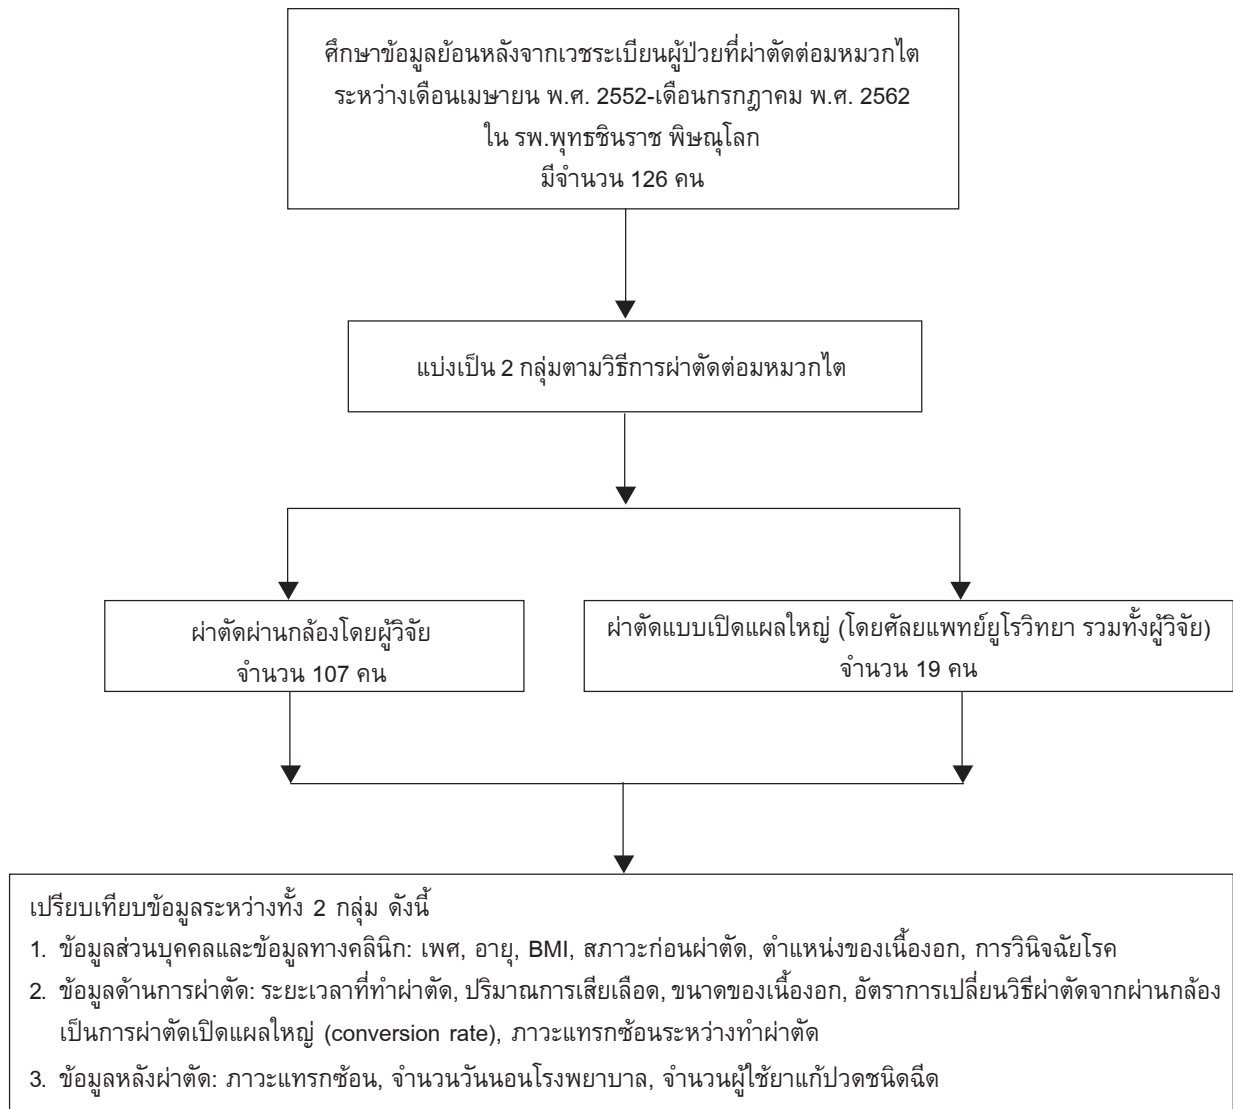 ศึกษาข้อมูลย้อนหลังจากเวชระเบียนผู้ป่วยที่ผ่าตัดต่อมหมวกไต
ระหว่างเดือนเมษายน พ.ศ. 2552-เดือนกรกฎาคม พ.ศ. 2562
ใน รพ.พุทธชินราช พิษณุโลก
มีจำนวน 126 คน
แบ่งเป็น 2 กลุ่มตามวิธีการผ่าตัดต่อมหมวกไต
ผ่าตัดผ่านกล้องโดยผู้วิจัย
จำนวน 107 คน
ผ่าตัดแบบเปิดแผลใหญ่ (โดยศัลยแพทย์ยูโรวิทยา รวมทั้งผู้วิจัย)
จำนวน 19 คน
เปรียบเทียบข้อมูลระหว่างทั้ง 2 กลุ่ม ดังนี้
1. ข้อมูลส่วนบุคคลและข้อมูลทางคลินิก: เพศ, อายุ, BMI, สภาวะก่อนผ่าตัด, ตำแหน่งของเนื้องอก, การวินิจฉัยโรค
2. ข้อมูลด้านการผ่าตัด: ระยะเวลาที่ทำผ่าตัด, ปริมาณการเสียเลือด, ขนาดของเนื้องอก, อัตราการเปลี่ยนวิธีผ่าตัดจากผ่านกล้อง
เป็นการผ่าตัดเปิดแผลใหญ่ (conversion rate), ภาวะแทรกซ้อนระหว่างทำผ่าตัด
3. ข้อมูลหลังผ่าตัด: ภาวะแทรกซ้อน, จำนวนวันนอนโรงพยาบาล, จำนวนผู้ใช้ยาแก้ปวดชนิดฉีด